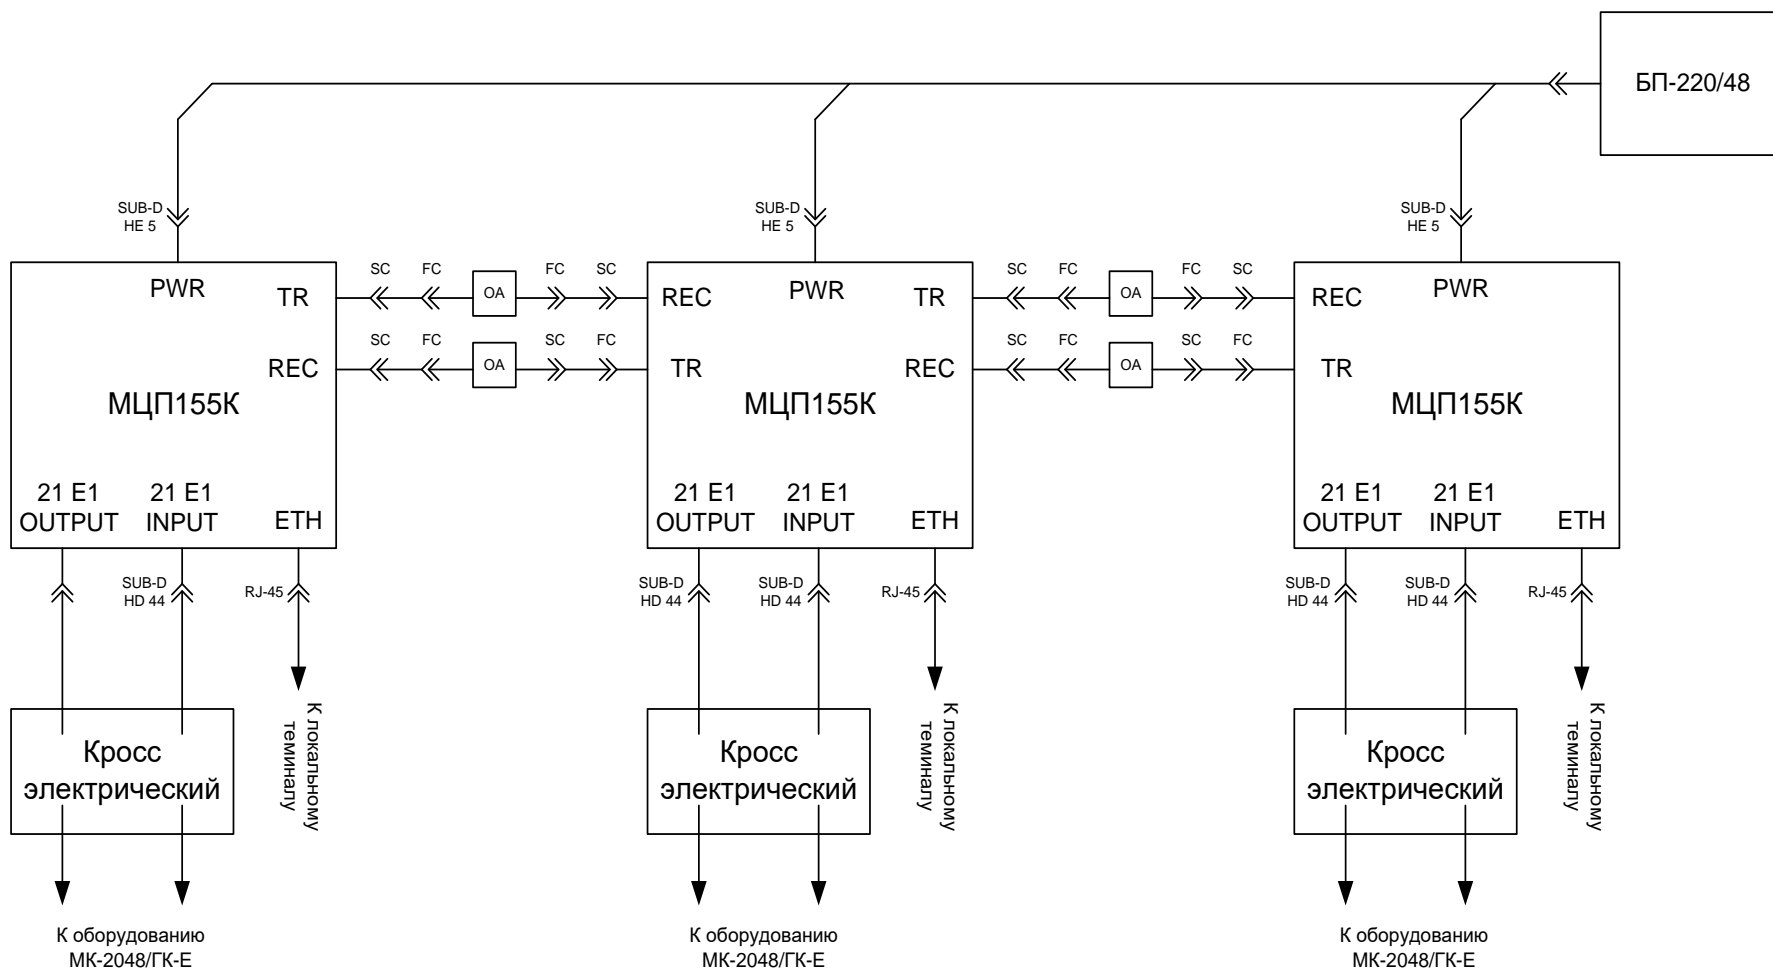 БП-220/48
SUB-D
HE 5
SUB-D
HE 5
SUB-D
HE 5
SC FC OA FC SC
SC FC OA FC SC
PWR TR
REC PWR TR
REC PWR
SC FC OA SC FC
SC FC OA SC FC
REC
TR REC
TR
МЦП155К
МЦП155К
МЦП155К
21 E1 21 E1
OUTPUT INPUT ETH
21 E1 21 E1
OUTPUT INPUT ETH
21 E1 21 E1
OUTPUT INPUT ETH
SUB-D
HD 44
RJ-45
SUB-D
HD 44
SUB-D
HD 44
RJ-45
SUB-D
HD 44
SUB-D
HD 44
RJ-45
К локальному
теминалу
К локальному
теминалу
К локальному
теминалу
Кросс
электрический
Кросс
электрический
Кросс
электрический
К оборудованию
МК-2048/ГК-Е
К оборудованию
МК-2048/ГК-Е
К оборудованию
МК-2048/ГК-Е